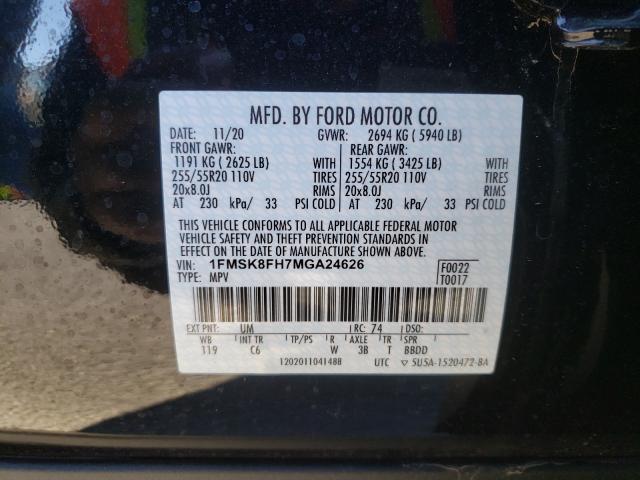 MFD. BY FORD MOTOR CO.
DATE: 11/20 GVWR: 2694 KG ( 5940 LB)
FRONT GAWR: REAR GAWR:
1191 KG ( 2625 LB) WITH 1554 KG ( 3425 LB) WITH
255/55R20 110V TIRES 255/55R20 110V TIRES
20x8.0J RIMS 20x8.0J RIMS
AT 230 kPa/ 33 PSI COLD AT 230 kPa/ 33 PSI COLD
THIS VEHICLE CONFORMS TO ALL APPLICABLE FEDERAL MOTOR
VEHICLE SAFETY AND THEFT PREVENTION STANDARDS IN
EFFECT ON THE DATE OF MANUFACTURE SHOWN ABOVE.
VIN: 1FMSK8FH7MGA24626 F0022
TYPE: MPV T0017
EXT PNT: UM RC: 74 DSO:
WB INT TR TP/PS R AXLE TR SPR
119 C6 W 3B T BBDD
120201104148B UTC ▽ 5U5A-1520472-BA